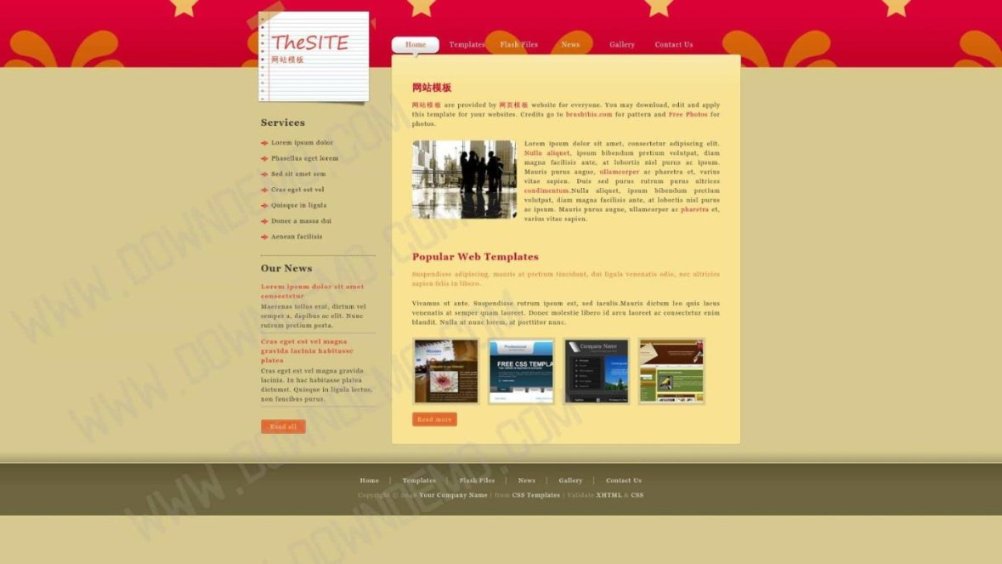 TheSITE
网站模板
Home
Templates
Flash Files
News
Gallery
Contact Us
Services
Lorem ipsum dolor
Phasellus eget lorem
Sed sit amet sem
Cras eget est vel
Quisque in ligula
Donec a massa dui
Aenean facilisis
Our News
Lorem ipsum dolor sit amet
consectetur
Maecenas tellus erat, dictum vel
semper a, dapibus ac elit. Nunc
rutrum pretium porta.
Cras eget est vel magna
gravida lacinia habitasse
platea
Cras eget est vel magna gravida
lacinia. In hac habitasse platea
dictumst. Quisque in ligula lectus,
non faucibus purus.
Read all
网站模板
网站模板 are provided by 网页模板 website for everyone. You may download, edit and apply
this template for your websites. Credits go to for pattern and Free Photos for
photos.
Lorem ipsum dolor sit amet, consectetur adipiscing elit.
Nulla aliquet, ipsum bibendum pretium volutpat, diam
magna facilisis ante, at lobortis nisl purus ac ipsum.
Mauris purus augue, ullamcorper ac pharetra et, varius
vitae sapien. Duis sed purus rutrum purus ultrices
condimentum.Nulla aliquet, ipsum bibendum pretium
volutpat, diam magna facilisis ante, at lobortis nisl purus
ac ipsum. Mauris purus augue, ullamcorper ac pharetra et,
varius vitae sapien.
Popular Web Templates
Suspendisse adipiscing, mauris at pretium tincidunt, dui ligula venenatis odio, nec ultricies
sapien felis in libero.
Vivamus ut ante. Suspendisse rutrum ipsum est, sed iaculis.Mauris dictum leo quis lacus
venenatis at semper quam laoreet. Donec molestie libero id arcu laoreet ac consectetur enim
blandit. Nulla at nunc lorem, at porttitor nunc.
FREE CSS TEMPLA
Company Name
Read more
Home | Templates | Flash Files | News | Gallery | Contact Us
Copyright © Your Company Name | from CSS Templates | Validate XHTML & CSS
WWW.DOWNDEMO.COM
WWW.DOWNDEMO.COM
WWW.DOWNDEMO.COM
WWW.DOWNDEMO.COM